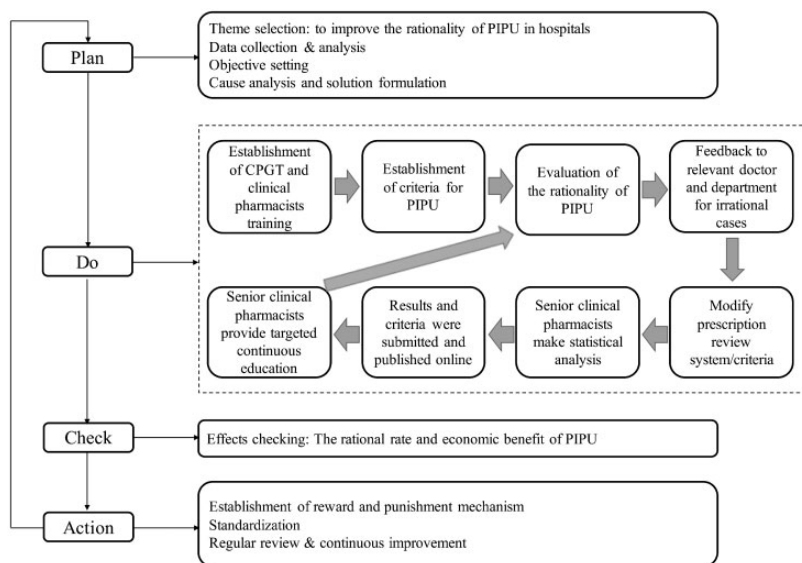 Plan
Theme selection: to improve the rationality of PIPU in hospitals
Data collection & analysis
Objective setting
Cause analysis and solution formulation
Do
Establishment
of CPGT and
clinical
pharmacists
training
Establishment
of criteria for
PIPU
Evaluation of
the rationality of
PIPU
Feedback to
relevant doctor
and department
for irrational
cases
Senior clinical
pharmacists
provide targeted
continuous
education
Results and
criteria were
submitted and
published online
Senior clinical
pharmacists
make statistical
analysis
Modify
prescription
review
system/criteria
Check
Effects checking: The rational rate and economic benefit of PIPU
Action
Establishment of reward and punishment mechanism
Standardization
Regular review & continuous improvement